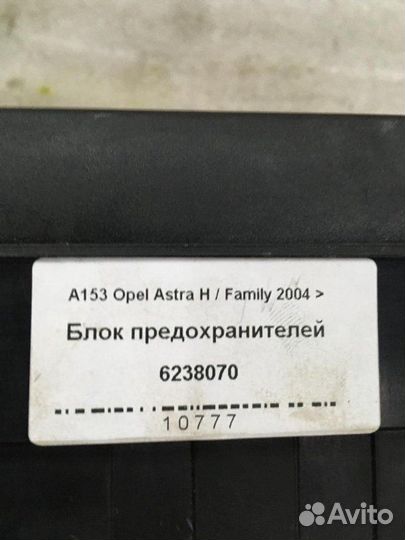 A153 Opel Astra H / Family 2004 >
Блок предохранителей
6238070
10777
Avito